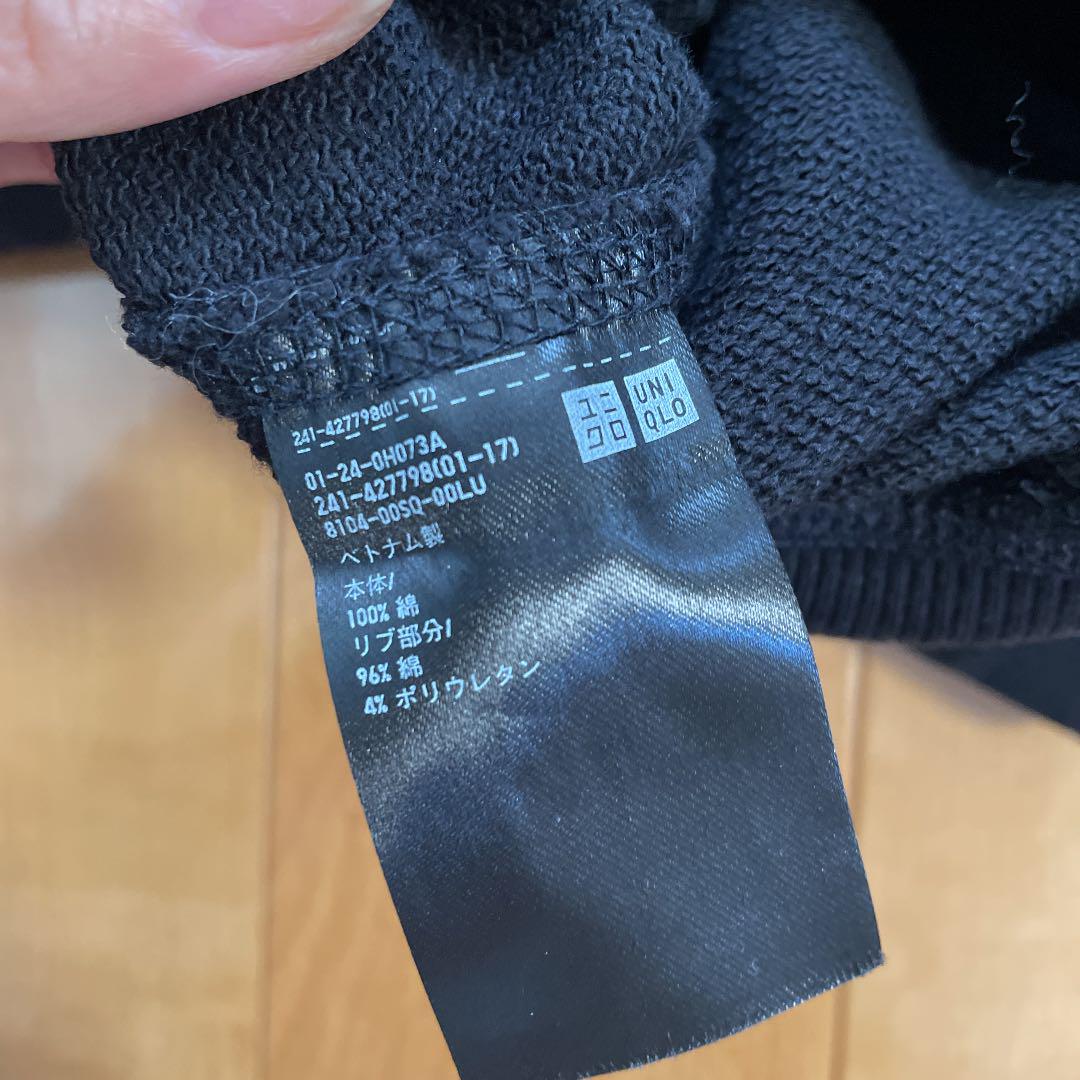 241-427798(01-17)
ユニ
クロ
UNI
QLO
01-24-0H073A
241-427798(01-17)
8104-00SQ-00LU
ベトナム製
本体/
100% 綿
リブ部分/
96% 綿
4% ポリウレタン